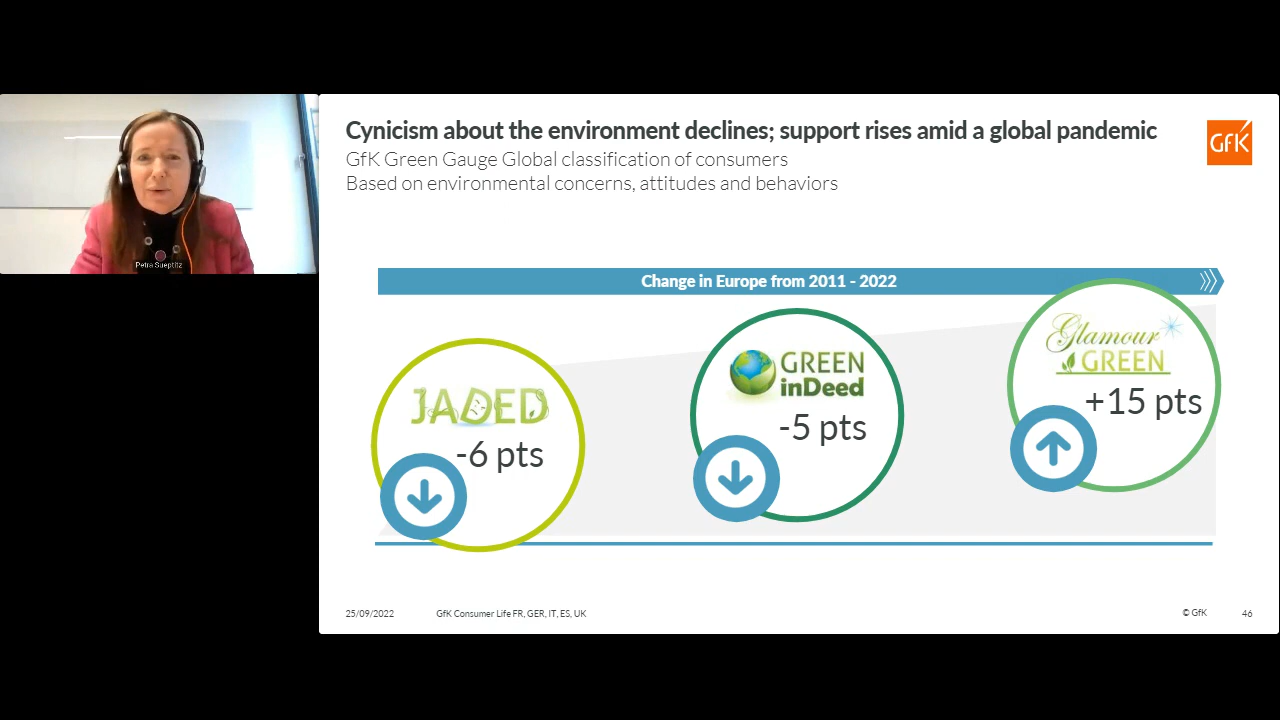 Petra Sueptitz
Cynicism about the environment declines; support rises amid a global pandemic
GfK Green Gauge Global classification of consumers
Based on environmental concerns, attitudes and behaviors
GfK
Change in Europe from 2011 - 2022
JADED
-6 pts
GREEN
inDeed
-5 pts
Glamour
GREEN
+15 pts
25/09/2022
GfK Consumer Life FR, GER, IT, ES, UK
© GfK
46